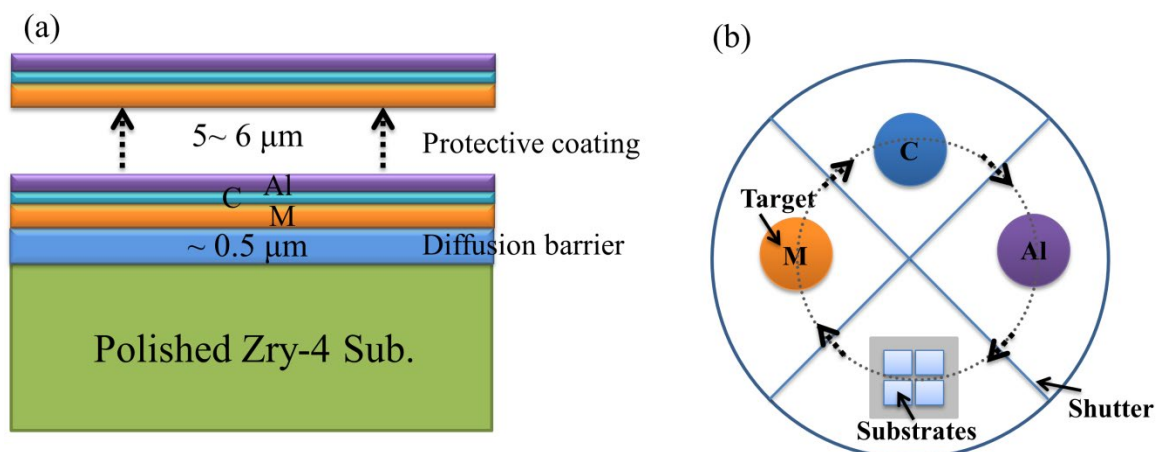 (a)
5~ 6 μm
Protective coating
Al
C
M
~ 0.5 μm
Diffusion barrier
Polished Zry-4 Sub.
(b)
C
Target
M
Al
Shutter
Substrates